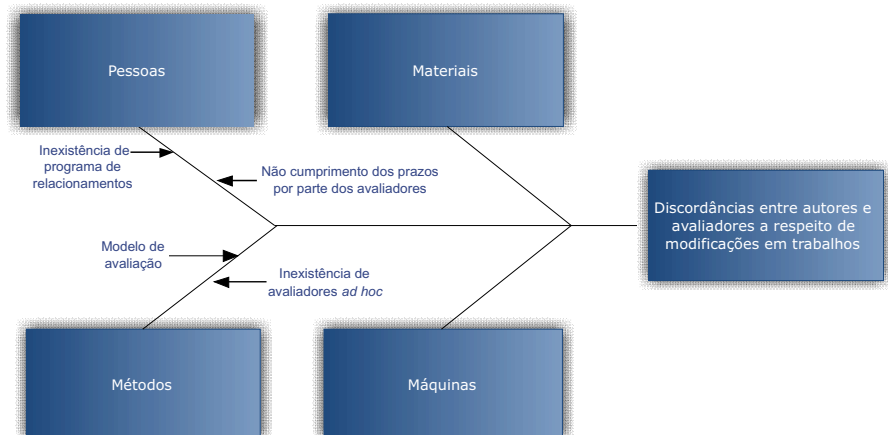 Pessoas
Materiais
Inexistência de
programa de
relacionamentos
Não cumprimento dos prazos
por parte dos avaliadores
Discordâncias entre autores e
avaliadores a respeito de
modificações em trabalhos
Modelo de
avaliação
Inexistência de
avaliadores ad hoc
Métodos
Máquinas